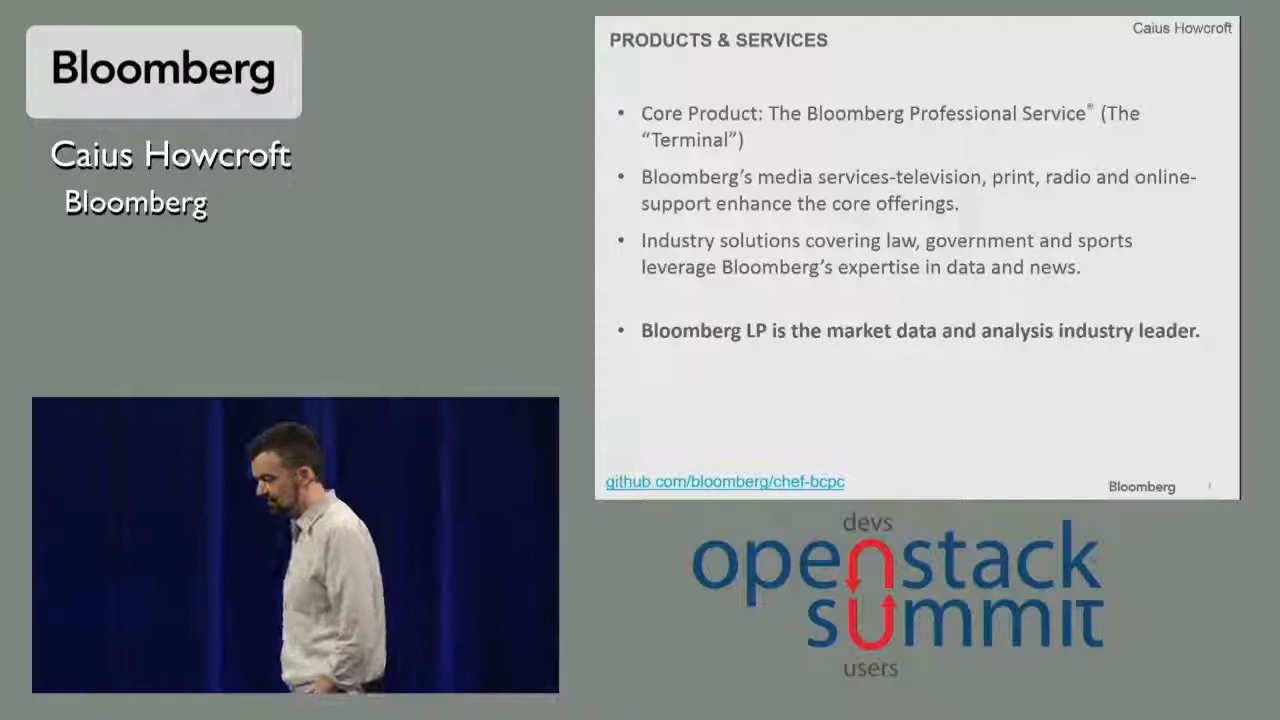 Bloomberg
Caius Howcroft
Bloomberg
Caius Howcroft
PRODUCTS & SERVICES
• Core Product: The Bloomberg Professional Service® (The
“Terminal”)
• Bloomberg’s media services-television, print, radio and online-
support enhance the core offerings.
• Industry solutions covering law, government and sports
leverage Bloomberg’s expertise in data and news.
• Bloomberg LP is the market data and analysis industry leader.
github.com/bloomberg/chef-bcpc
Bloomberg
devs
openstack
summit
users